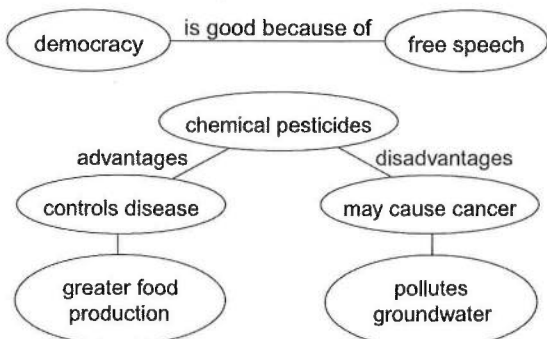 democracy is good because of free speech
chemical pesticides
advantages disadvantages
controls disease may cause cancer
greater food pollutes
production groundwater